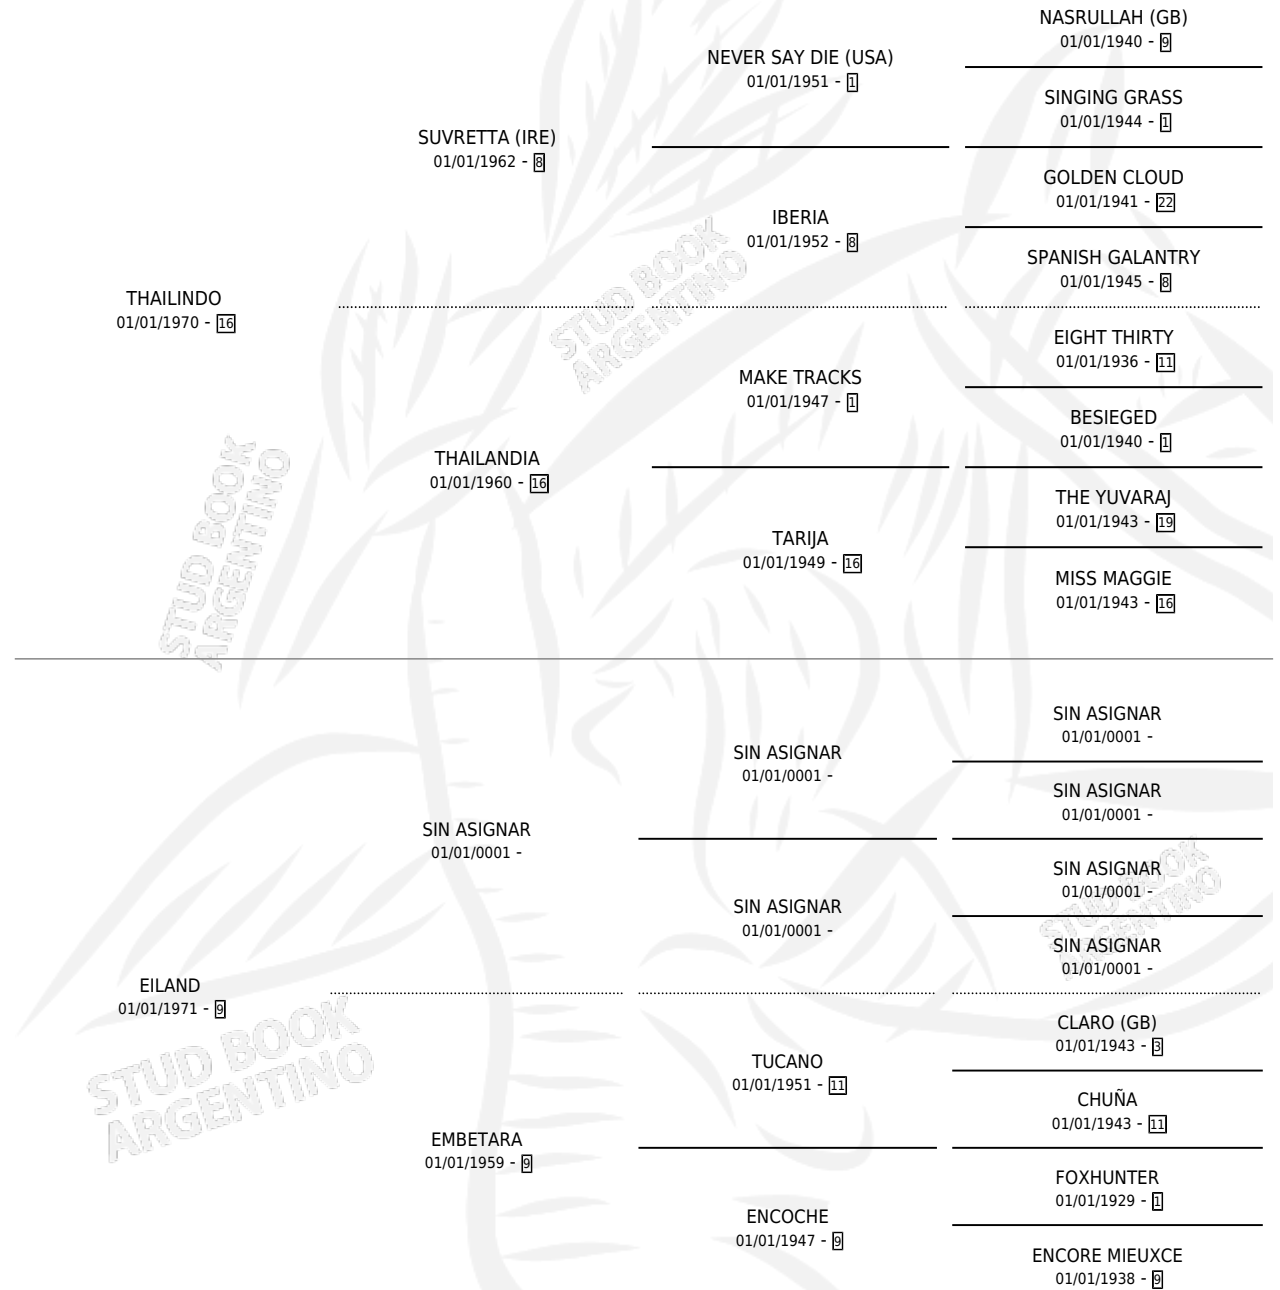 NASRULLAH (GB)
01/01/1940 - 9
NEVER SAY DIE (USA)
01/01/1951 - 1
SINGING GRASS
01/01/1944 - 1
SUVRETTA (IRE)
01/01/1962 - 8
GOLDEN CLOUD
01/01/1941 - 22
IBERIA
01/01/1952 - 8
SPANISH GALANTRY
01/01/1945 - 8
STUD BOOK
ARGENTINO
THAILINDO
01/01/1970 - 16
EIGHT THIRTY
01/01/1936 - 11
MAKE TRACKS
01/01/1947 - 1
BESIEGED
01/01/1940 - 1
THAILANDIA
01/01/1960 - 16
THE YUVARAJ
01/01/1943 - 19
TARIJA
01/01/1949 - 16
MISS MAGGIE
01/01/1943 - 16
STUD BOOK
ARGENTINO
SIN ASIGNAR
01/01/0001 -
SIN ASIGNAR
01/01/0001 -
SIN ASIGNAR
01/01/0001 -
SIN ASIGNAR
01/01/0001 -
SIN ASIGNAR
01/01/0001 -
SIN ASIGNAR
01/01/0001 -
SIN ASIGNAR
01/01/0001 -
STUD BOOK
ARGENTINO
EILAND
01/01/1971 - 9
CLARO (GB)
01/01/1943 - 3
TUCANO
01/01/1951 - 11
CHUÑA
01/01/1943 - 11
STUD BOOK
ARGENTINO
EMBETARA
01/01/1959 - 9
FOXHUNTER
01/01/1929 - 1
ENCOCHE
01/01/1947 - 9
ENCORE MIEUXCE
01/01/1938 - 9